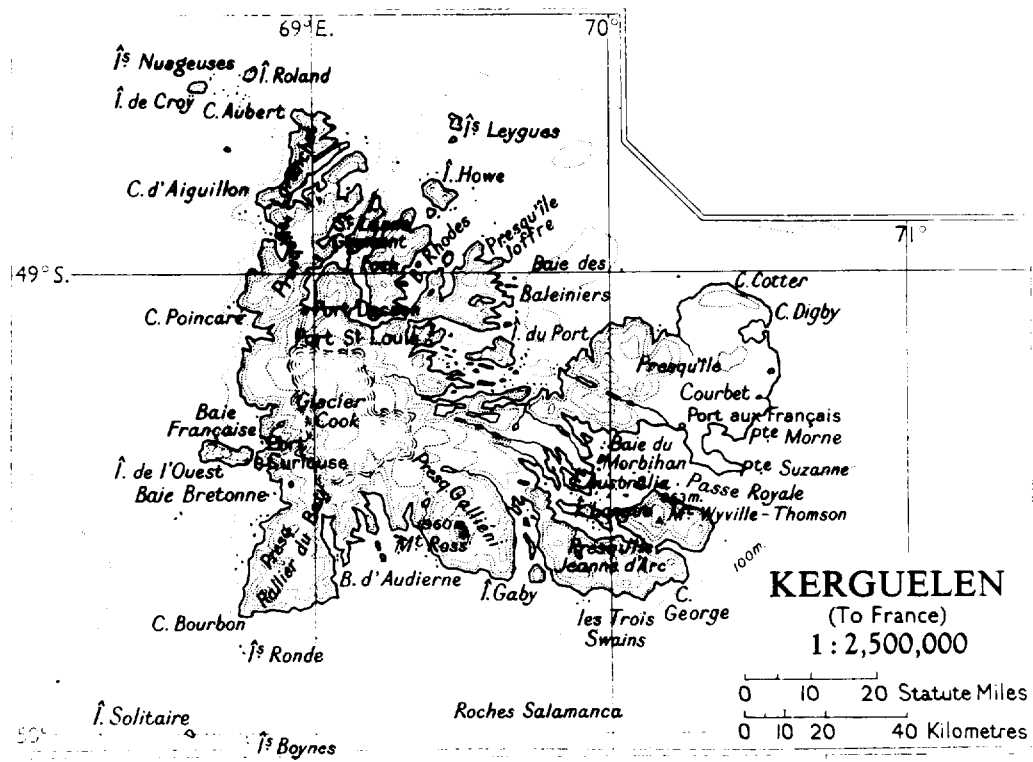 69°E.
70°
Îs Nuageuses
Î. Roland
Î. de Croÿ
C. Aubert
Îs Leygues
C. d'Aiguillon
Î. Howe
71°
B. Rhodes
Presqu'île
Joffre
49° S.
Baie des
Baleiniers
C. Cotter
C. Digby
C. Poincaré
du Port
Port St Louis
Presqu'île
Courbet
Glacier
Cook
Port aux Français
Pte Morne
Baie
Française
Baie du
Morbihan
Î. de l'Ouest
Pte Suzanne
Baie Bretonne
Presq Gallieni
Australia
Passe Royale
Mt Wyville-Thomson
Presq
Rallier du Baty
Mt Ross
Presqu'île
Jeanne d'Arc
100m.
B. d'Audierne
Î. Gaby
C. Bourbon
les Trois
Swains
C.
George
Îs Ronde
KERGUELEN
(To France)
1 : 2,500,000
0 10 20 Statute Miles
0 10 20 40 Kilometres
Î. Solitaire
Roches Salamanca
50°
Îs Boynes